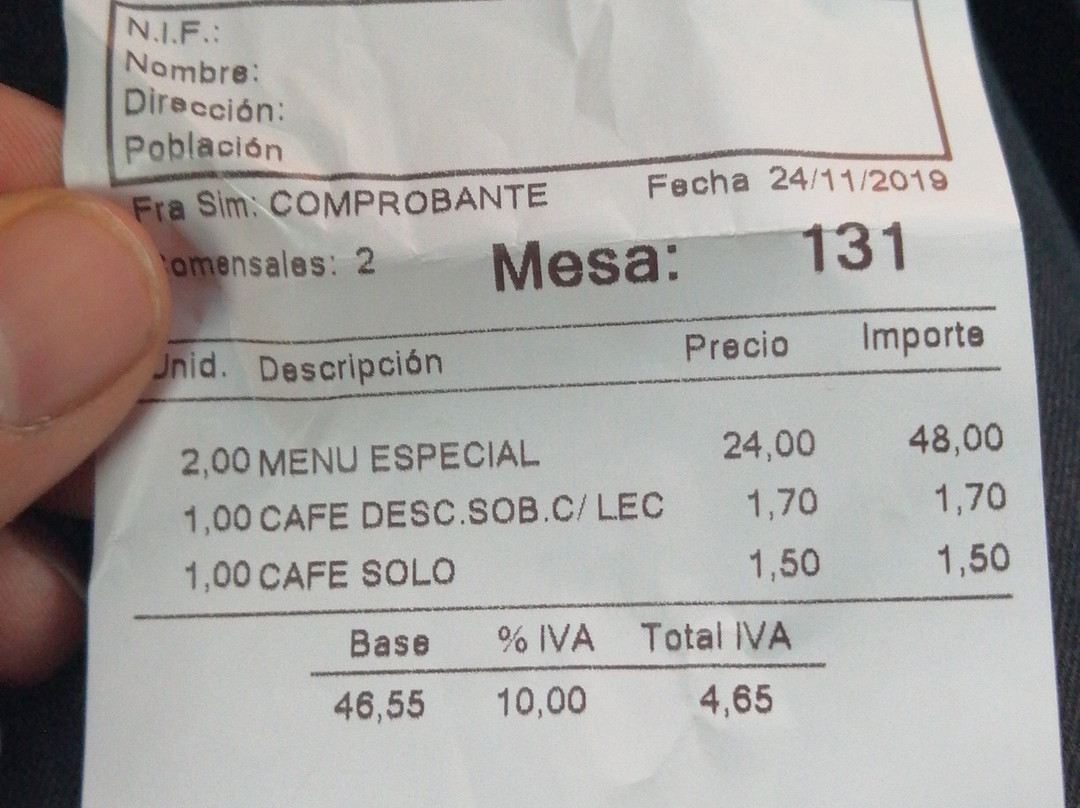 N.I.F.:
Nombre:
Dirección:
Población
Fra Sim: COMPROBANTE Fecha 24/11/2019
omensales: 2 Mesa: 131
Unid. Descripción Precio Importe
2,00 MENU ESPECIAL 24,00 48,00
1,00 CAFE DESC.SOB.C/ LEC 1,70 1,70
1,00 CAFE SOLO 1,50 1,50
Base % IVA Total IVA
46,55 10,00 4,65